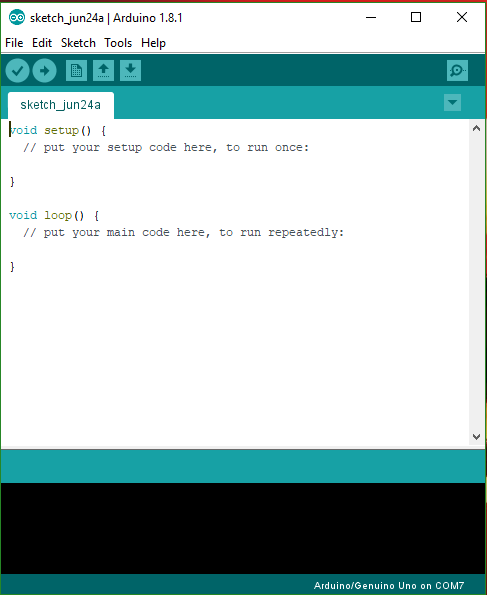 sketch_jun24a | Arduino 1.8.1
File Edit Sketch Tools Help
sketch_jun24a
void setup() {
  // put your setup code here, to run once:
}
void loop() {
  // put your main code here, to run repeatedly:
}
Arduino/Genuino Uno on COM7